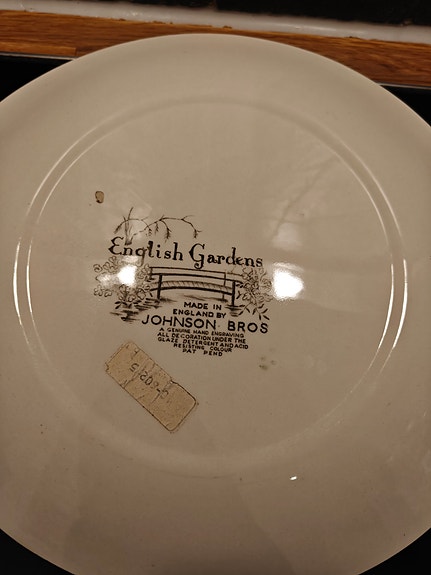 English Gardens
MADE IN
ENGLAND BY
JOHNSON BROS
A GENUINE HAND ENGRAVING
ALL DECORATION UNDER THE
GLAZE DETERGENT AND ACID
RESISTING COLOUR
PAT PEND